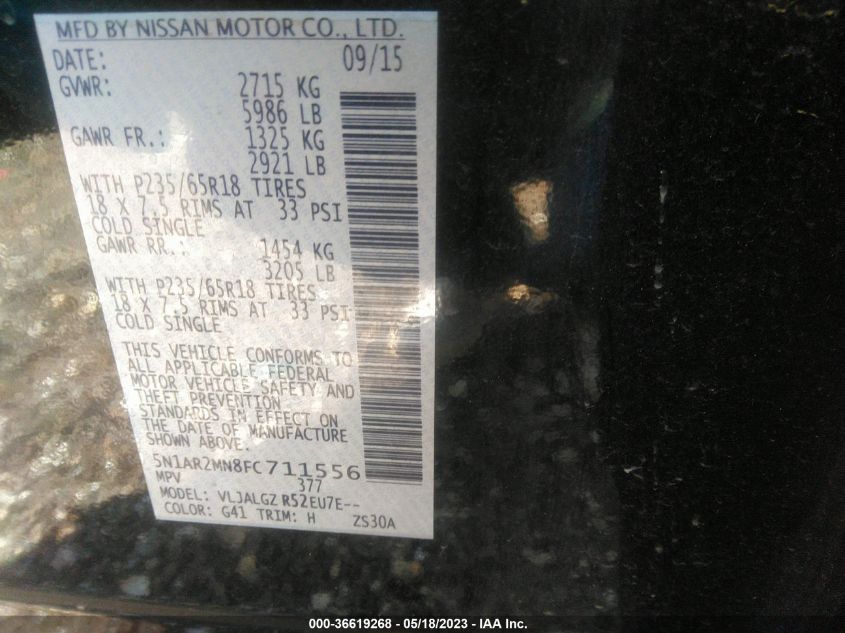 MFD BY NISSAN MOTOR CO., LTD.
DATE: 09/15
GVWR: 2715 KG
5986 LB
GAWR FR.: 1325 KG
2921 LB
WITH P235/65R18 TIRES
18 X 7.5 RIMS AT 33 PSI
COLD SINGLE
GAWR RR.: 1454 KG
3205 LB
WITH P235/65R18 TIRES
18 X 7.5 RIMS AT 33 PSI
COLD SINGLE
THIS VEHICLE CONFORMS TO
ALL APPLICABLE FEDERAL
MOTOR VEHICLE SAFETY AND
THEFT PREVENTION
STANDARDS IN EFFECT ON
THE DATE OF MANUFACTURE
SHOWN ABOVE.
5N1AR2MN8FC711556
MPV 377
MODEL: VLJALGZ R52EU7E--
COLOR: G41 TRIM: H ZS30A
000-36619268 - 05/18/2023 - IAA Inc.